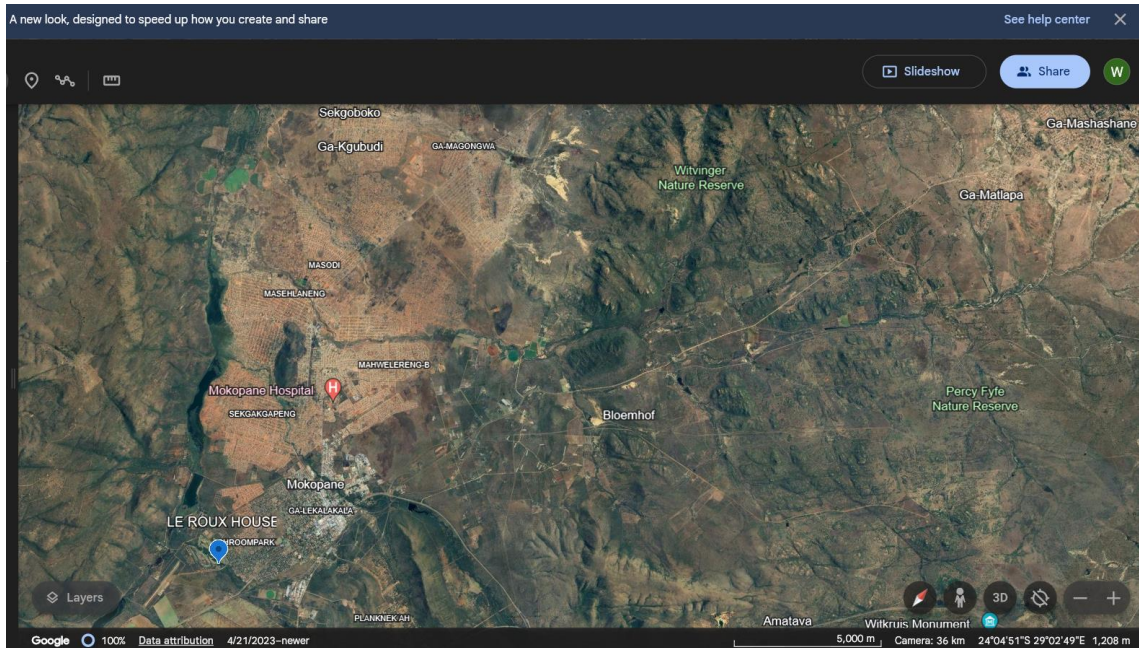 A new look, designed to speed up how you create and share
See help center
Slideshow
Share
W
Sekgoboko
Ga-Mashashane
Ga-Kgubudi
GA-MAGONGWA
Witvinger
Nature Reserve
Ga-Matlapa
MASODI
MASEHLANENG
MAHWELERENG-B
Mokopane Hospital
H
SEKGAKGAPENG
Percy Fyfe
Nature Reserve
Bloemhof
Mokopane
GA-LEKALAKALA
LE ROUX HOUSE
HROOMPARK
Layers
3D
PLANKNEK AH
Amatava
Witkruis Monument
Google
100%
Data attribution
4/21/2023–newer
5,000 m
Camera: 36 km
24°04'51"S 29°02'49"E
1,208 m